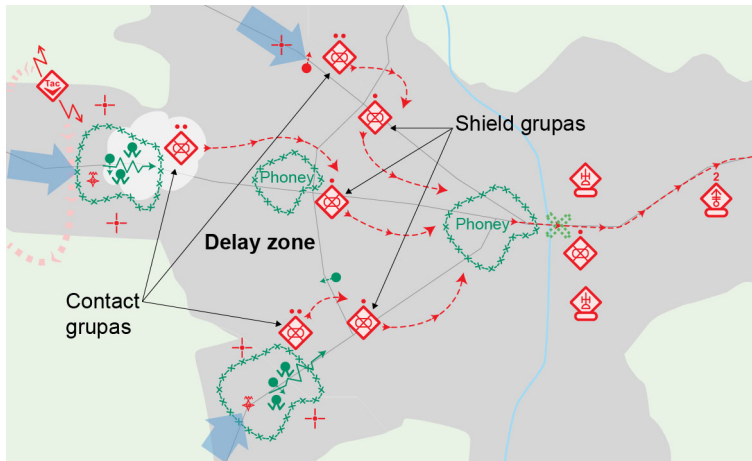 Tac
Shield grupas
Phoney
2
Phoney
Delay zone
Contact
grupas